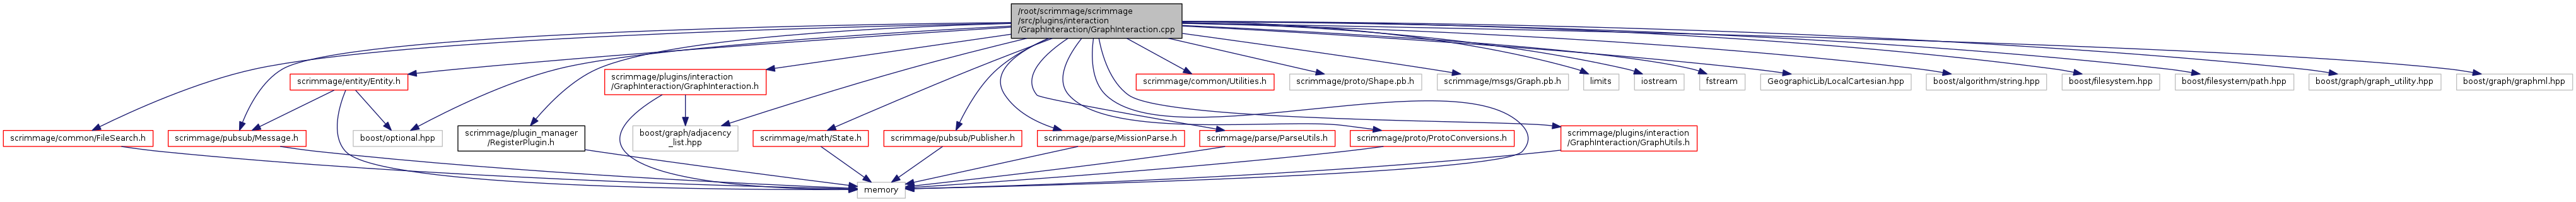 /root/scrimmage/scrimmage
/src/plugins/interaction
/GraphInteraction/GraphInteraction.cpp
scrimmage/entity/Entity.h
scrimmage/plugins/interaction
/GraphInteraction/GraphInteraction.h
scrimmage/common/Utilities.h
scrimmage/proto/Shape.pb.h
scrimmage/msgs/Graph.pb.h
limits
iostream
fstream
GeographicLib/LocalCartesian.hpp
boost/algorithm/string.hpp
boost/filesystem.hpp
boost/filesystem/path.hpp
boost/graph/graph_utility.hpp
boost/graph/graphml.hpp
scrimmage/common/FileSearch.h
scrimmage/pubsub/Message.h
boost/optional.hpp
scrimmage/plugin_manager
/RegisterPlugin.h
boost/graph/adjacency
_list.hpp
scrimmage/math/State.h
scrimmage/pubsub/Publisher.h
scrimmage/parse/MissionParse.h
scrimmage/parse/ParseUtils.h
scrimmage/proto/ProtoConversions.h
scrimmage/plugins/interaction
/GraphInteraction/GraphUtils.h
memory